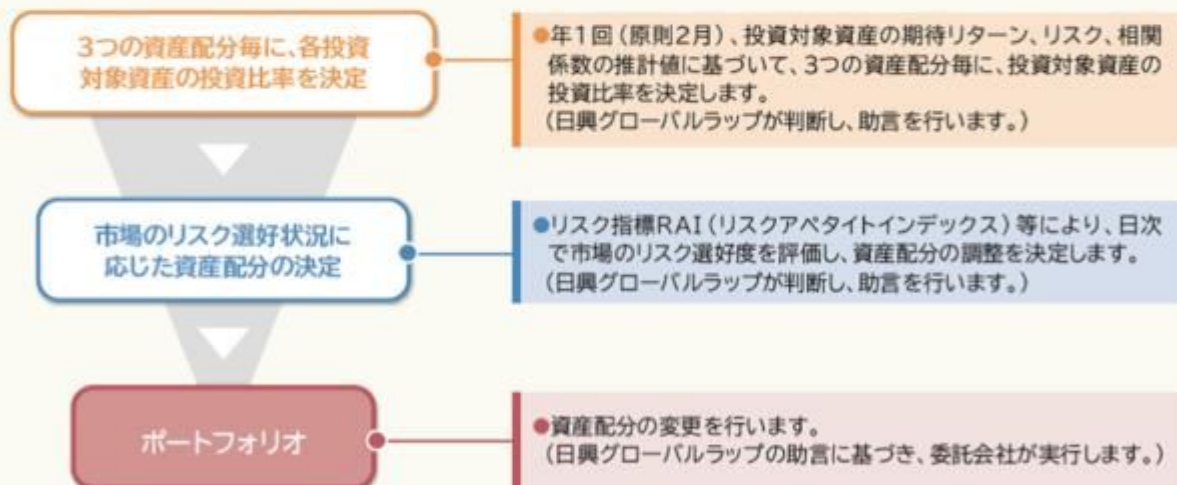 3つの資産配分毎に、各投資
対象資産の投資比率を決定
●年1回(原則2月)、投資対象資産の期待リターン、リスク、相関
係数の推計値に基づいて、3つの資産配分毎に、投資対象資産の
投資比率を決定します。
(日興グローバルラップが判断し、助言を行います。)
市場のリスク選好状況に
応じた資産配分の決定
●リスク指標RAI(リスクアペタイトインデックス)等により、日次
で市場のリスク選好度を評価し、資産配分の調整を決定します。
(日興グローバルラップが判断し、助言を行います。)
ポートフォリオ
●資産配分の変更を行います。
(日興グローバルラップの助言に基づき、委託会社が実行します。)